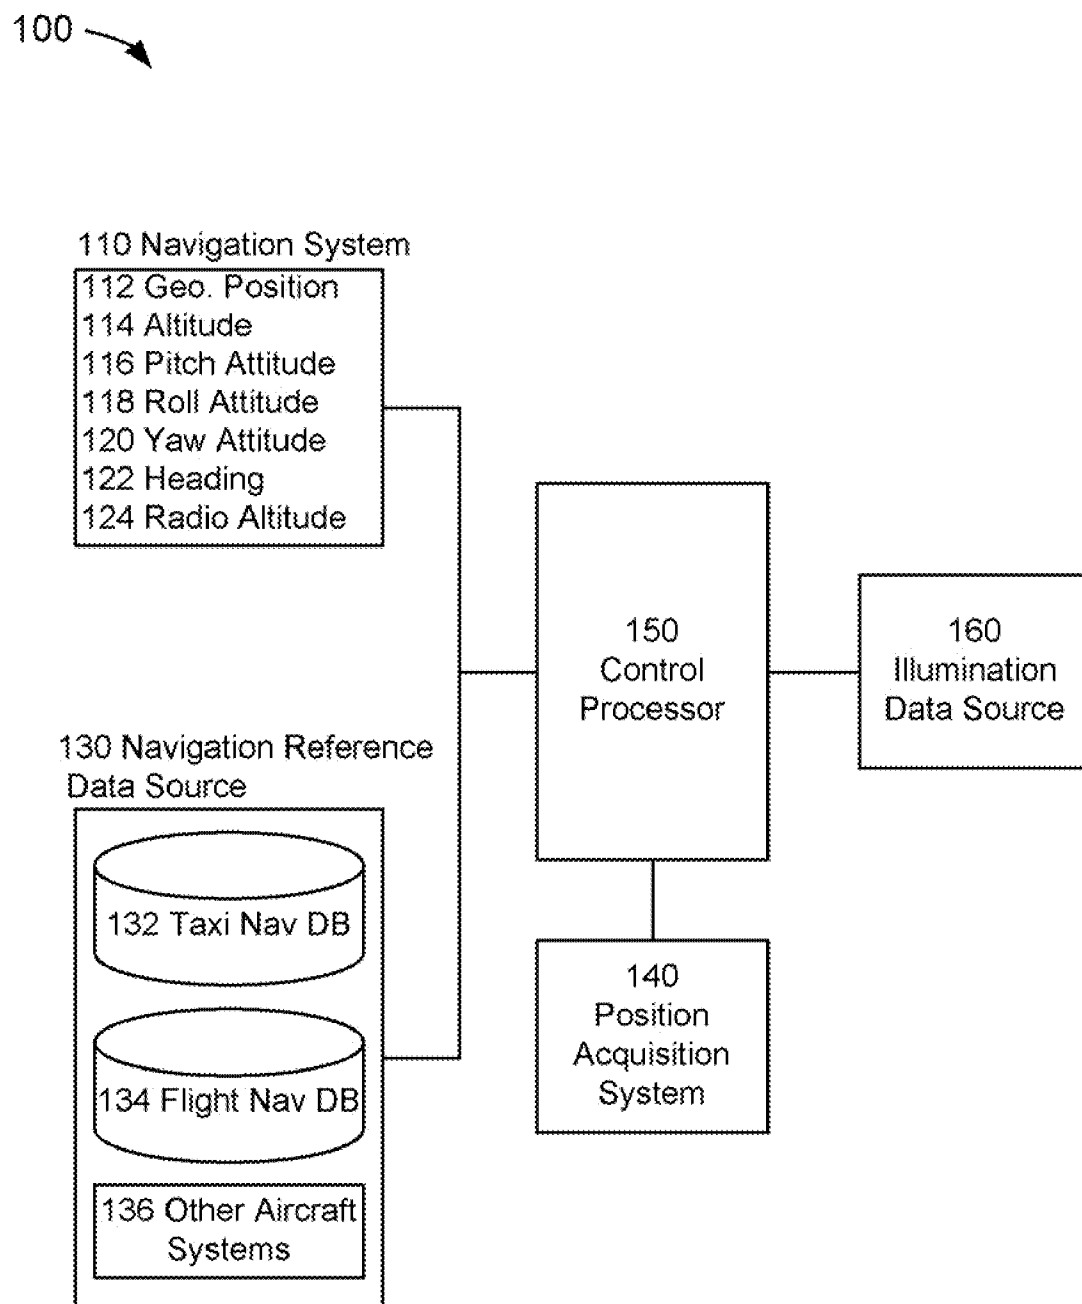 100
110 Navigation System
112 Geo. Position
114 Altitude
116 Pitch Attitude
118 Roll Attitude
120 Yaw Attitude
122 Heading
124 Radio Altitude
130 Navigation Reference
Data Source
132 Taxi Nav DB
134 Flight Nav DB
136 Other Aircraft
Systems
150
Control
Processor
140
Position
Acquisition
System
160
Illumination
Data Source